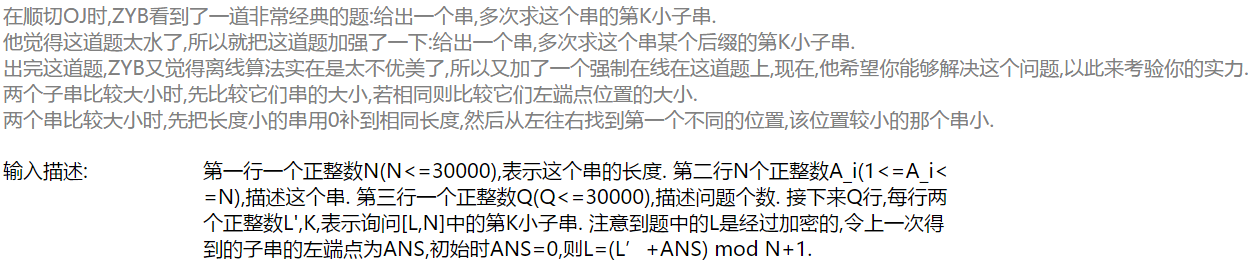 在顺切OJ时,ZYB看到了一道非常经典的题:给出一个串,多次求这个串的第K小子串.
他觉得这道题太水了,所以就把这道题加强了一下:给出一个串,多次求这个串某个后缀的第K小子串.
出完这道题,ZYB又觉得离线算法实在是太不优美了,所以又加了一个强制在线在这道题上,现在,他希望你能够解决这个问题,以此来考验你的实力.
两个子串比较大小时,先比较它们串的大小,若相同则比较它们左端点位置的大小.
两个串比较大小时,先把长度小的串用0补到相同长度,然后从左往右找到第一个不同的位置,该位置较小的那个串小.
输入描述:
第一行一个正整数N(N<=30000),表示这个串的长度. 第二行N个正整数A_i(1<=A_i<
=N),描述这个串. 第三行一个正整数Q(Q<=30000),描述问题个数. 接下来Q行,每行两
个正整数L',K,表示询问[L,N]中的第K小子串. 注意到题中的L是经过加密的,令上一次得
到的子串的左端点为ANS,初始时ANS=0,则L=(L′+ANS) mod N+1.